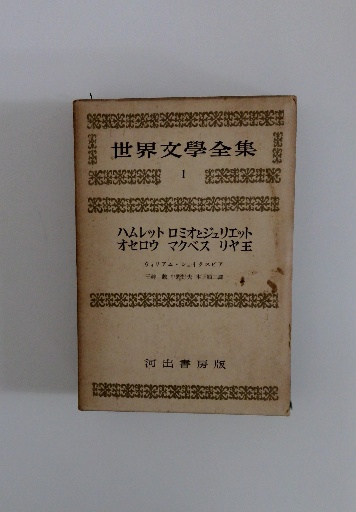 世界文學全集
1
ハムレット ロミオとジュリエット
オセロウ マクベス リヤ王
ウィリアム・シェイクスピア
河出書房版